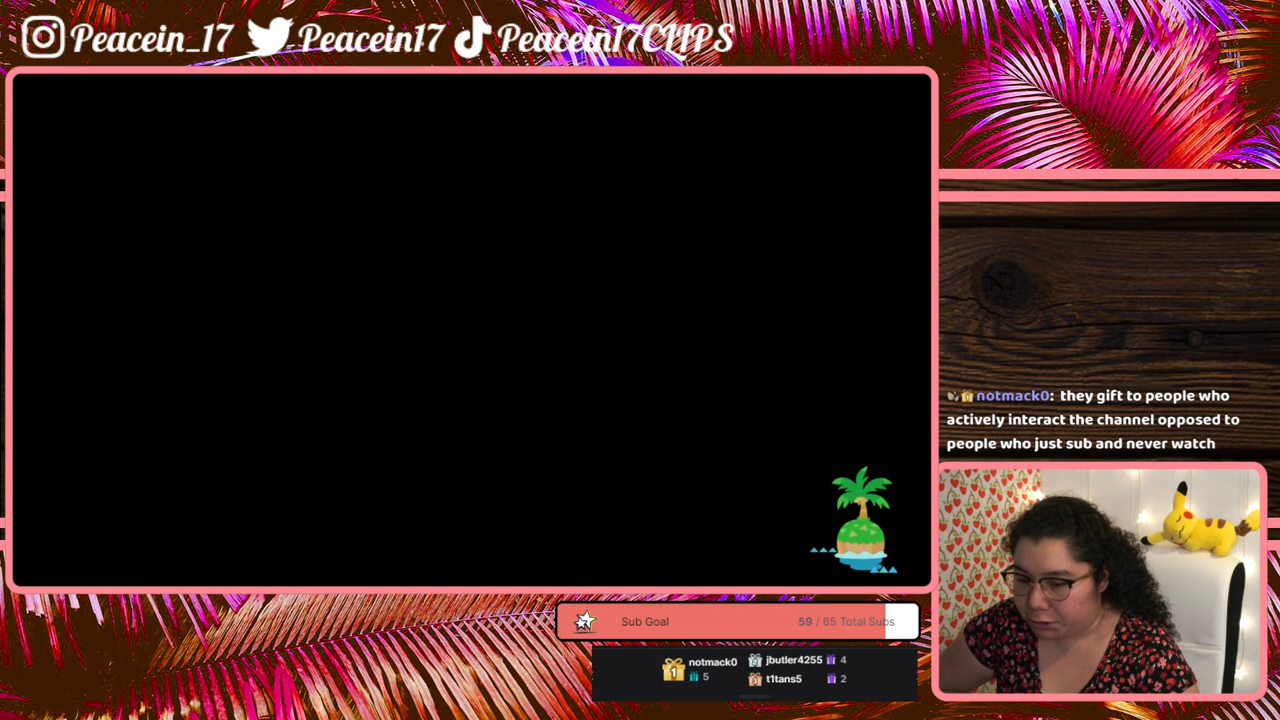 Peacein_17 Peacein17 Peacein17ClIPS
notmack0: they gift to people who
actively interact the channel opposed to
people who just sub and never watch
Sub Goal 59 / 65 Total Subs
1 notmack0 5
jbutler4255 4
t1tans5 2